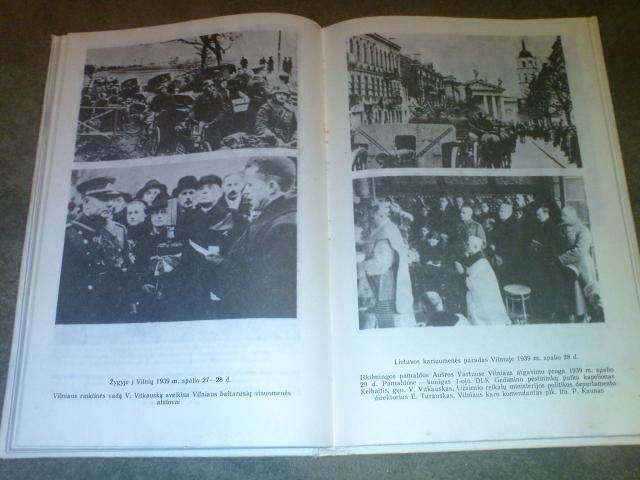 Žygyje į Vilnių 1939 m. spalio 27—28 d.
Vilniaus rinktinės vadą V. Vitkauską sveikina Vilniaus baltarusių visuomenės
atstovai
Lietuvos kariuomenės paradas Vilniuje 1939 m. spalio 28 d.
Iškilmingos pamaldos Aušros Vartuose Vilniaus atgavimo proga 1939 m. spalio
29 d. Pamaldose — kunigas 1-ojo DLK Gedimino pėstininkų pulko kapelionas
Keibaitis, gen. V. Vitkauskas, Užsienio reikalų ministerijos politikos departamento
direktorius E. Turauskas, Vilniaus karo komendantas plk. ltn. P. Kaunas